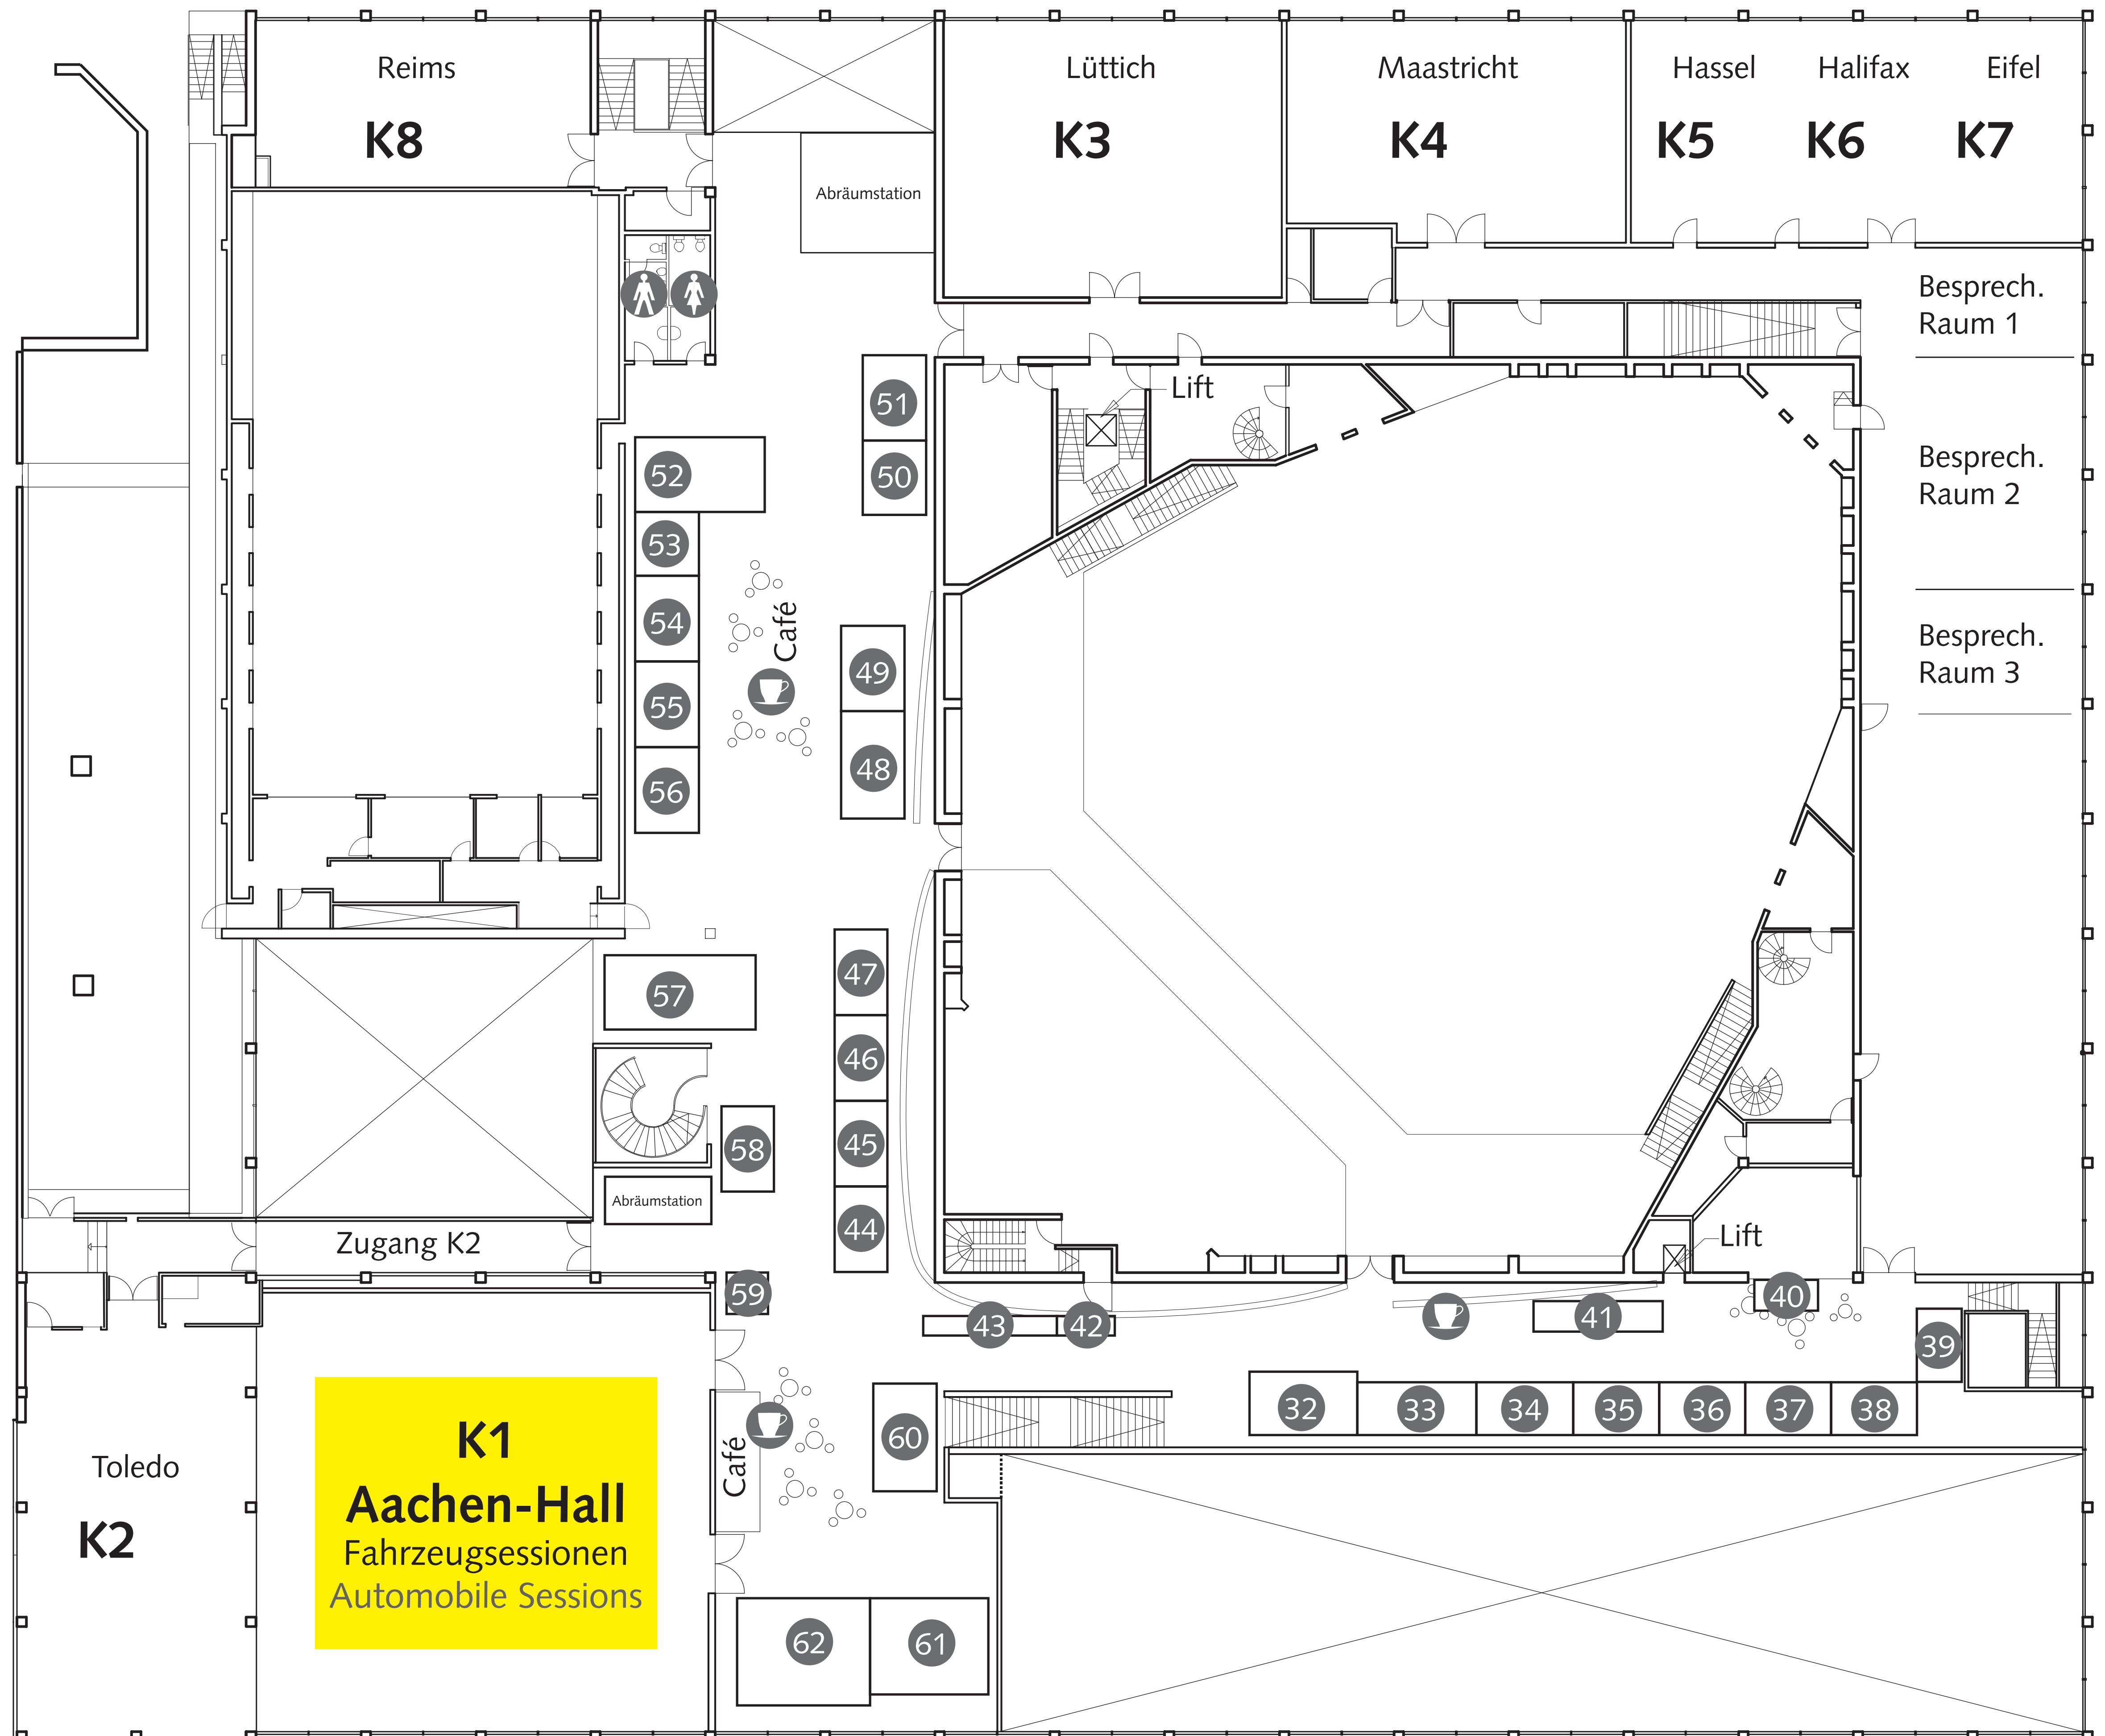 Reims
Lüttich
Maastricht
Hassel
Halifax
Eifel
K8
K3
K4
K5
K6
K7
Abräumstation
Besprech.
Raum 1
Lift
51
50
52
53
54
55
56
Café
49
48
Besprech.
Raum 2
Besprech.
Raum 3
57
47
46
58
45
Abräumstation
44
Zugang K2
Lift
59
43
42
41
40
39
60
32
33
34
35
36
37
38
Café
Toledo
K2
K1
Aachen-Hall
Fahrzeugsessionen
Automobile Sessions
62
61